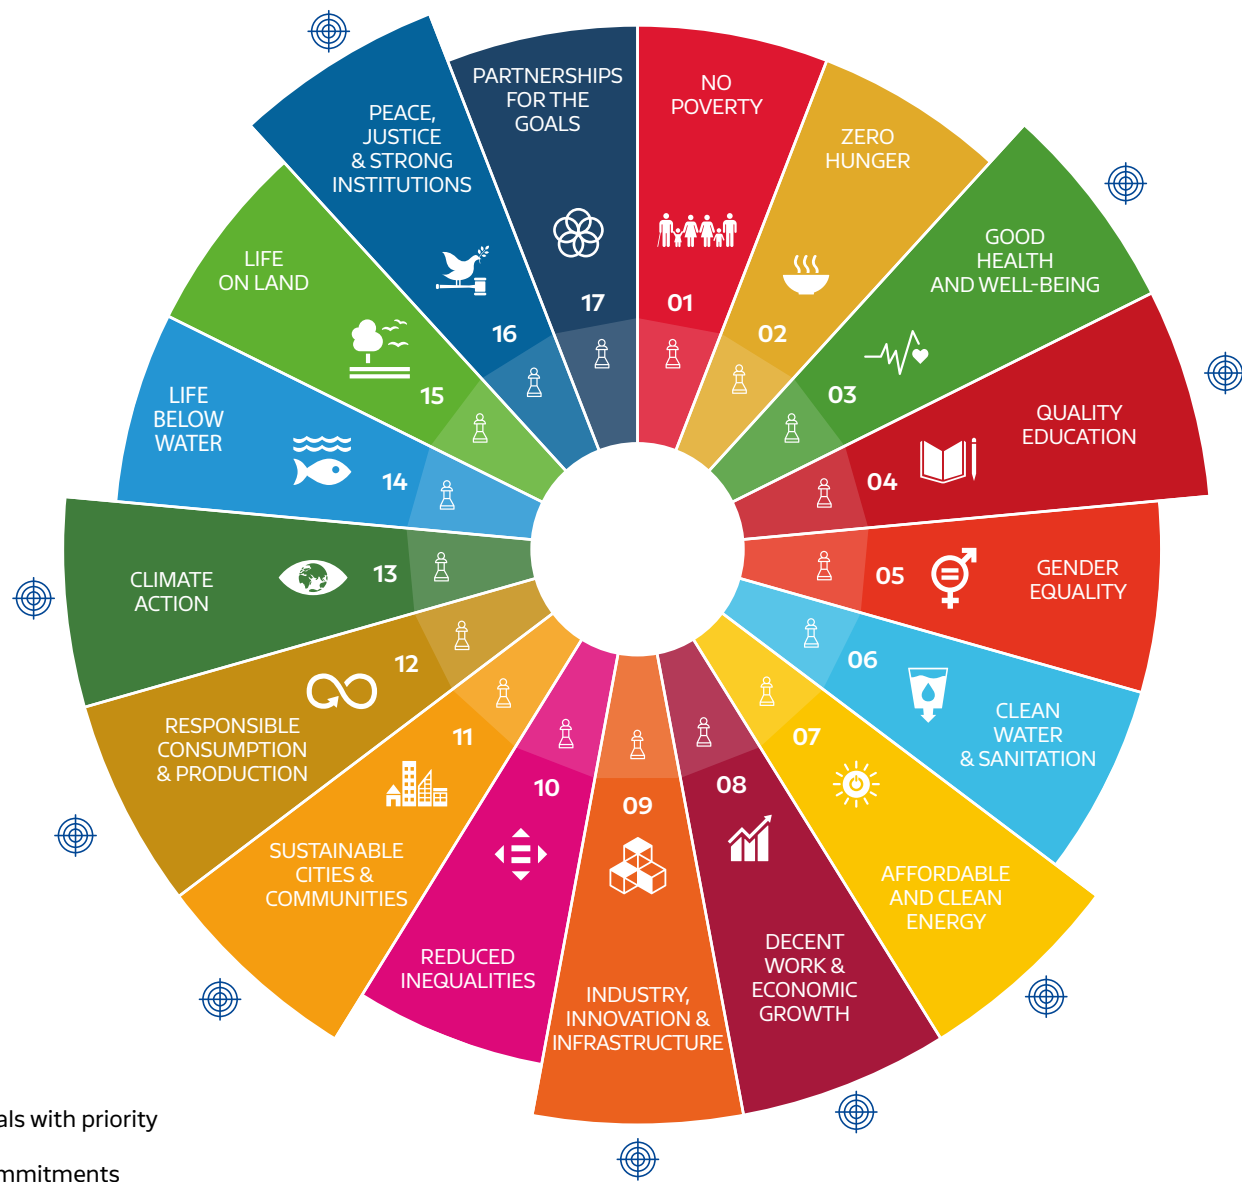 NO
POVERTY
01
ZERO
HUNGER
02
GOOD
HEALTH
AND WELL-BEING
03
QUALITY
EDUCATION
04
GENDER
EQUALITY
05
CLEAN
WATER
& SANITATION
06
AFFORDABLE
AND CLEAN
ENERGY
07
DECENT
WORK &
ECONOMIC
GROWTH
08
INDUSTRY,
INNOVATION &
INFRASTRUCTURE
09
REDUCED
INEQUALITIES
10
SUSTAINABLE
CITIES &
COMMUNITIES
11
RESPONSIBLE
CONSUMPTION
& PRODUCTION
12
CLIMATE
ACTION
13
LIFE
BELOW
WATER
14
LIFE
ON LAND
15
PEACE,
JUSTICE
& STRONG
INSTITUTIONS
16
PARTNERSHIPS
FOR THE
GOALS
17
als with priority
mmitments